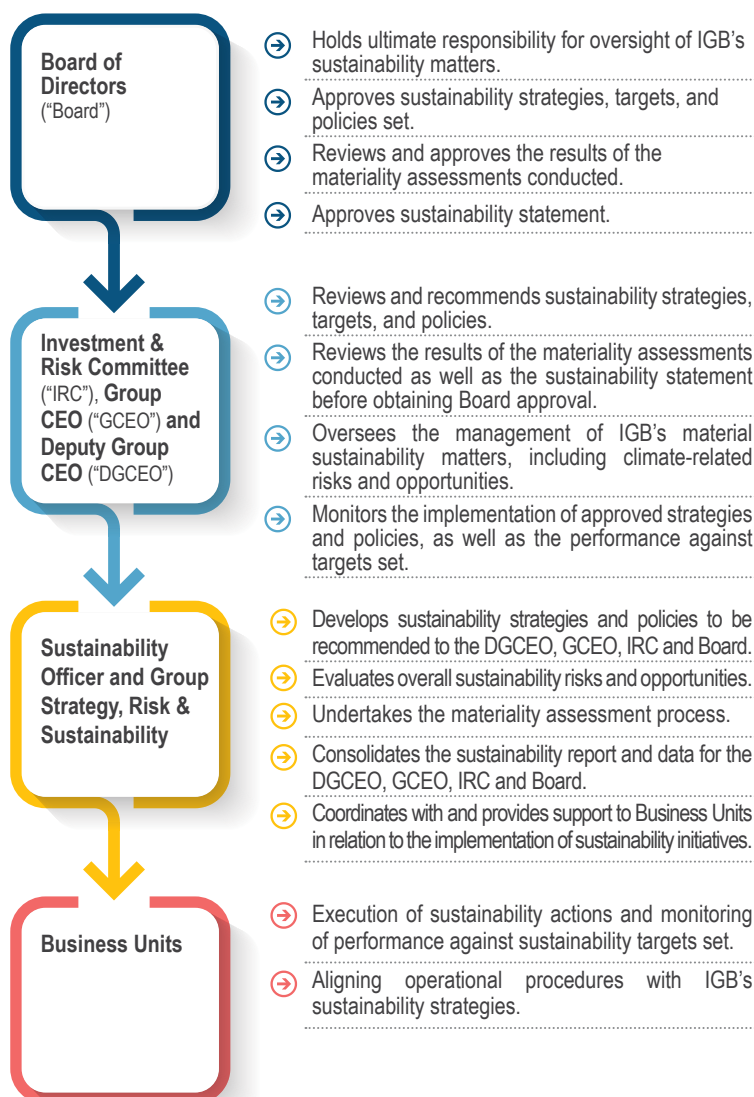 Board of
Directors
(“Board”)
Holds ultimate responsibility for oversight of IGB’s
sustainability matters.
Approves sustainability strategies, targets, and
policies set.
Reviews and approves the results of the
materiality assessments conducted.
Approves sustainability statement.
Investment &
Risk Committee
(“IRC”), Group
CEO (“GCEO”) and
Deputy Group
CEO (“DGCEO”)
Reviews and recommends sustainability strategies,
targets, and policies.
Reviews the results of the materiality assessments
conducted as well as the sustainability statement
before obtaining Board approval.
Oversees the management of IGB’s material
sustainability matters, including climate-related
risks and opportunities.
Monitors the implementation of approved strategies
and policies, as well as the performance against
targets set.
Sustainability
Officer and Group
Strategy, Risk &
Sustainability
Develops sustainability strategies and policies to be
recommended to the DGCEO, GCEO, IRC and Board.
Evaluates overall sustainability risks and opportunities.
Undertakes the materiality assessment process.
Consolidates the sustainability report and data for the
DGCEO, GCEO, IRC and Board.
Coordinates with and provides support to Business Units
in relation to the implementation of sustainability initiatives.
Business Units
Execution of sustainability actions and monitoring
of performance against sustainability targets set.
Aligning operational procedures with IGB’s
sustainability strategies.